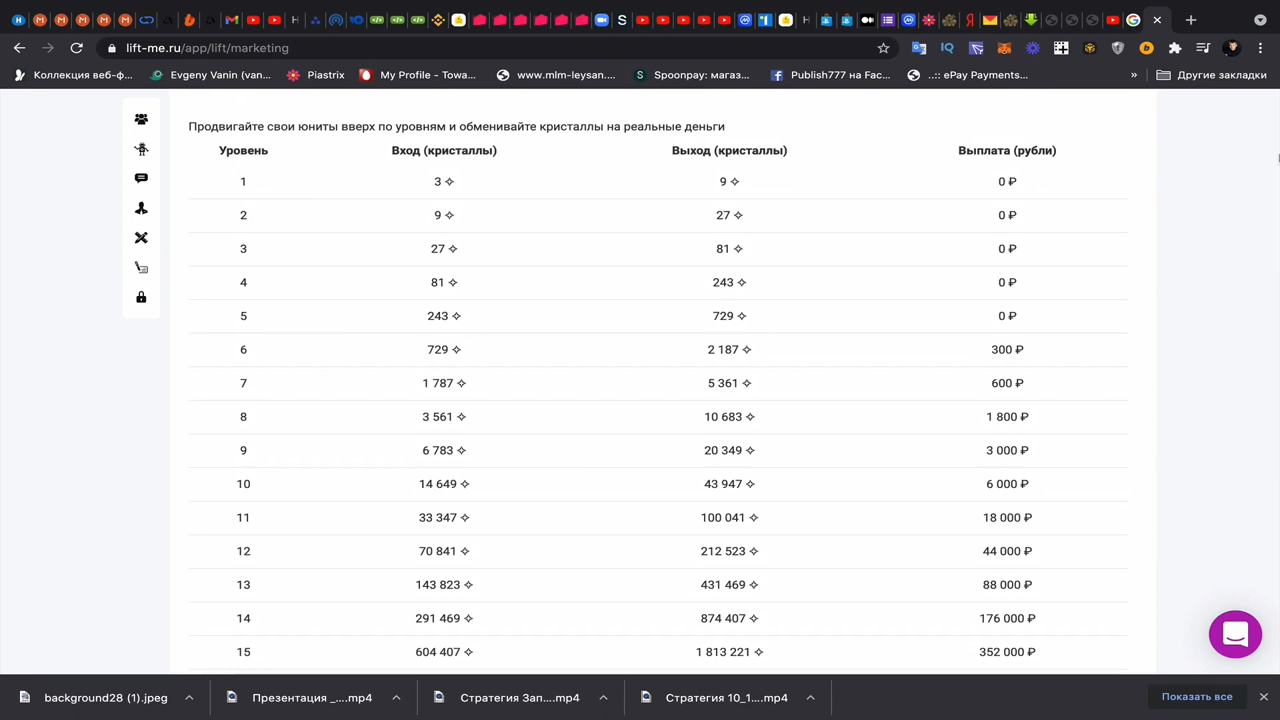 lift-me.ru/app/lift/marketing
Коллекция веб-ф... Evgeny Vanin (van... Piastrix My Profile - Towa... www.mlm-leysan... Spoonpay: магаз... Publish777 на Fac... ..:: ePay Payments... » Другие закладки
Продвигайте свои юниты вверх по уровням и обменивайте кристаллы на реальные деньги
Уровень Вход (кристаллы) Выход (кристаллы) Выплата (рубли)
1 3 ✧ 9 ✧ 0 ₽
2 9 ✧ 27 ✧ 0 ₽
3 27 ✧ 81 ✧ 0 ₽
4 81 ✧ 243 ✧ 0 ₽
5 243 ✧ 729 ✧ 0 ₽
6 729 ✧ 2 187 ✧ 300 ₽
7 1 787 ✧ 5 361 ✧ 600 ₽
8 3 561 ✧ 10 683 ✧ 1 800 ₽
9 6 783 ✧ 20 349 ✧ 3 000 ₽
10 14 649 ✧ 43 947 ✧ 6 000 ₽
11 33 347 ✧ 100 041 ✧ 18 000 ₽
12 70 841 ✧ 212 523 ✧ 44 000 ₽
13 143 823 ✧ 431 469 ✧ 88 000 ₽
14 291 469 ✧ 874 407 ✧ 176 000 ₽
15 604 407 ✧ 1 813 221 ✧ 352 000 ₽
background28 (1).jpeg Презентация _....mp4 Стратегия Зап....mp4 Стратегия 10_1....mp4 Показать все